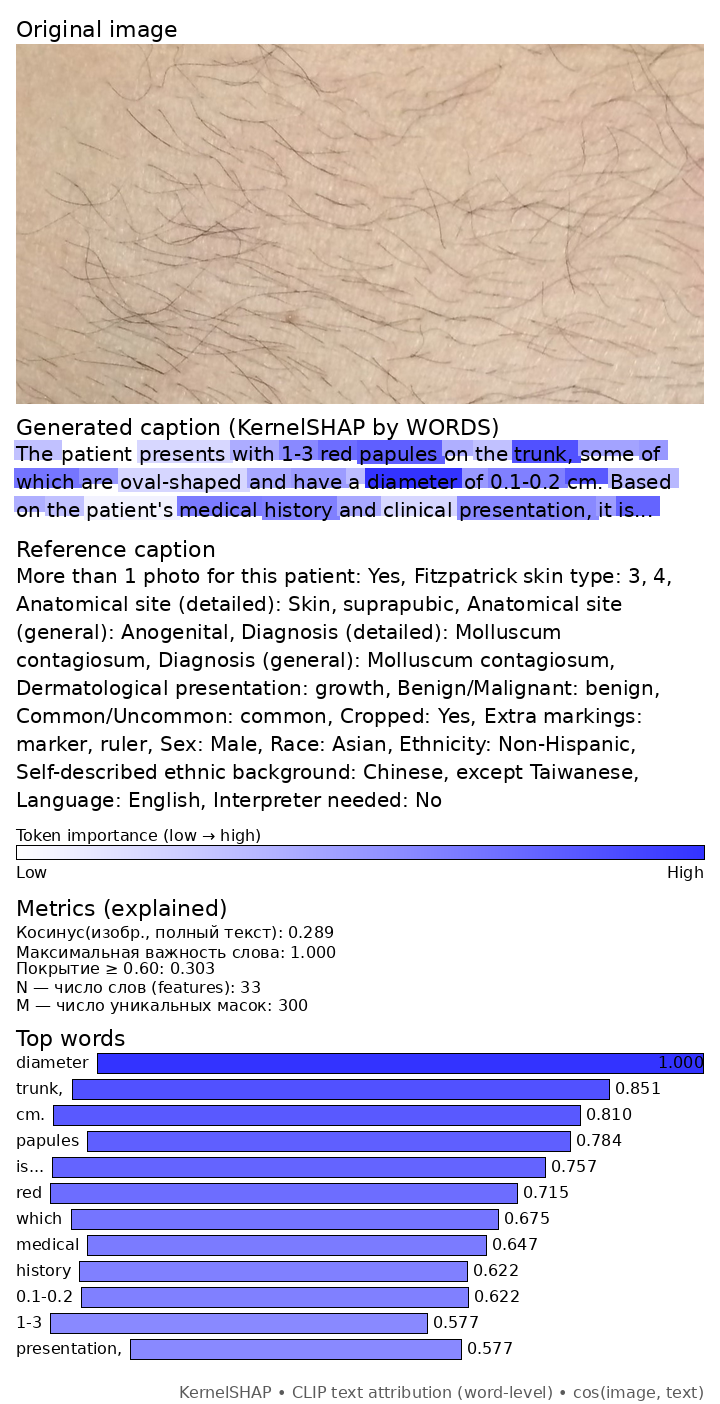 Original image
Generated caption (KernelSHAP by WORDS)
The patient presents with 1-3 red papules on the trunk, some of
which are oval-shaped and have a diameter of 0.1-0.2 cm. Based
on the patient's medical history and clinical presentation, it is...
Reference caption
More than 1 photo for this patient: Yes, Fitzpatrick skin type: 3, 4,
Anatomical site (detailed): Skin, suprapubic, Anatomical site
(general): Anogenital, Diagnosis (detailed): Molluscum
contagiosum, Diagnosis (general): Molluscum contagiosum,
Dermatological presentation: growth, Benign/Malignant: benign,
Common/Uncommon: common, Cropped: Yes, Extra markings:
marker, ruler, Sex: Male, Race: Asian, Ethnicity: Non-Hispanic,
Self-described ethnic background: Chinese, except Taiwanese,
Language: English, Interpreter needed: No
Token importance (low → high)
Low High
Metrics (explained)
Косинус(изобр., полный текст): 0.289
Максимальная важность слова: 1.000
Покрытие ≥ 0.60: 0.303
N — число слов (features): 33
M — число уникальных масок: 300
Top words
diameter 1.000
trunk, 0.851
cm. 0.810
papules 0.784
is... 0.757
red 0.715
which 0.675
medical 0.647
history 0.622
0.1-0.2 0.622
1-3 0.577
presentation, 0.577
KernelSHAP • CLIP text attribution (word-level) • cos(image, text)